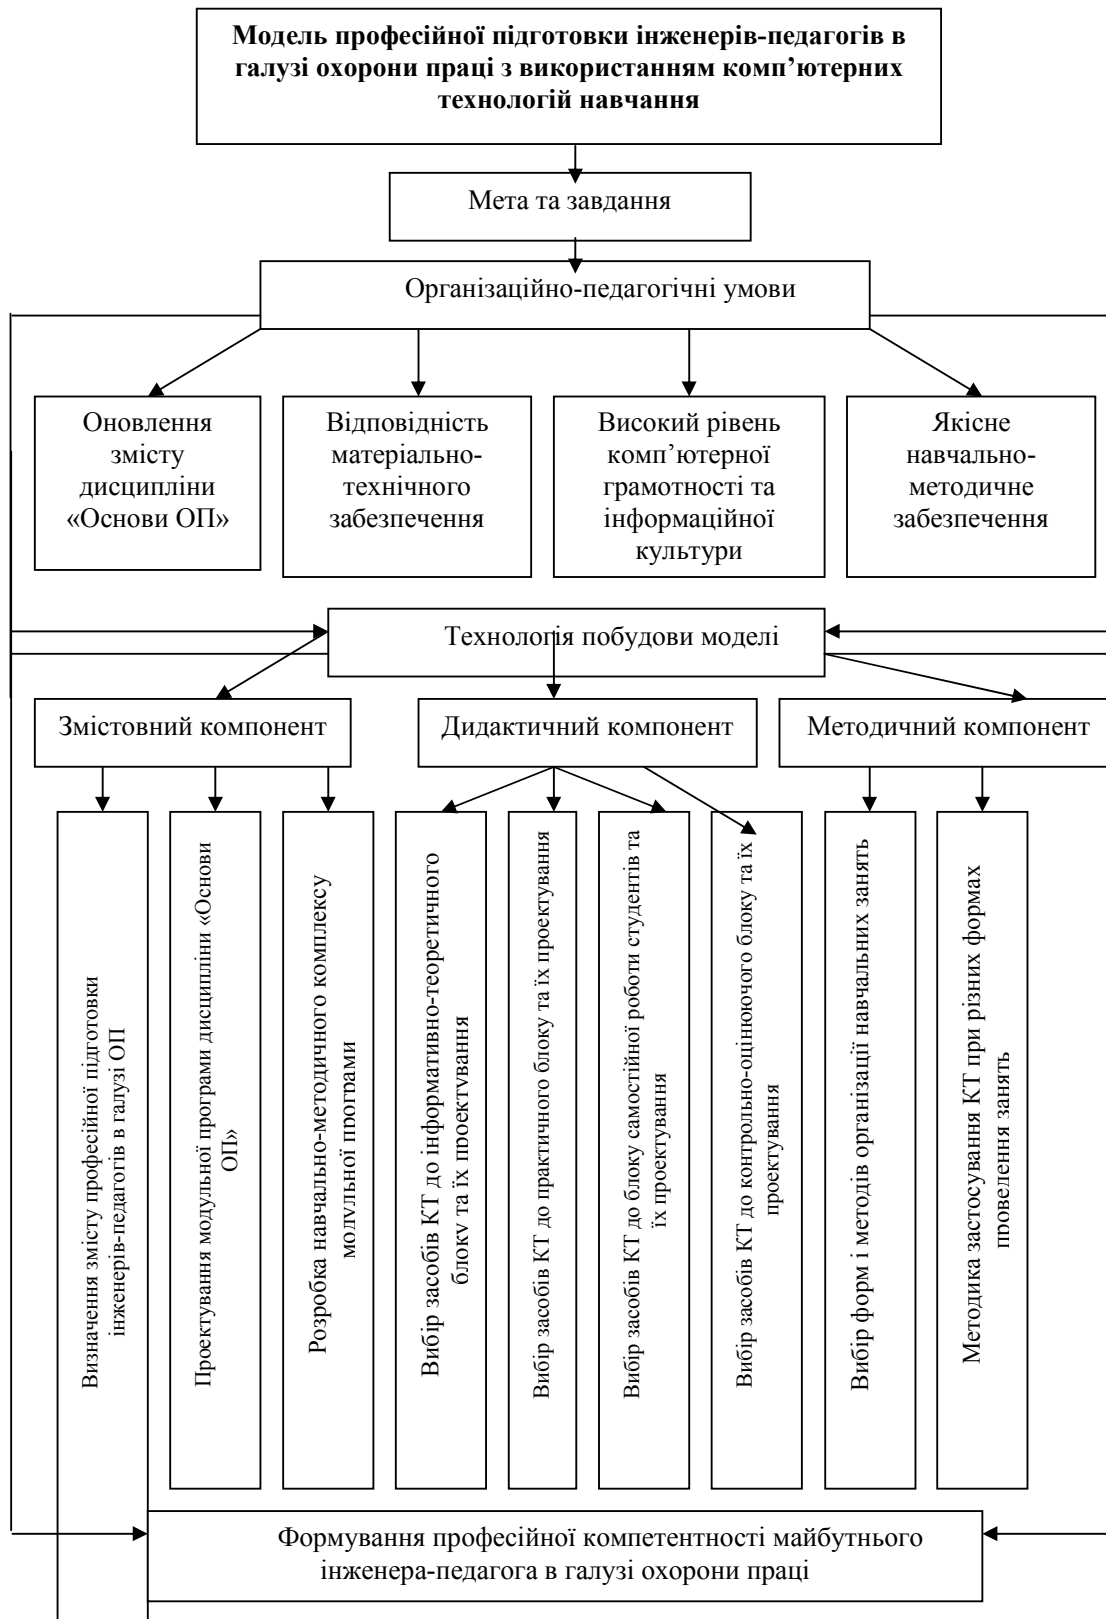 Модель професійної підготовки інженерів-педагогів в
галузі охорони праці з використанням комп’ютерних
технологій навчання
Мета та завдання
Організаційно-педагогічні умови
Оновлення
змісту
дисципліни
«Основи ОП»
Відповідність
матеріально-
технічного
забезпечення
Високий рівень
комп’ютерної
грамотності та
інформаційної
культури
Якісне
навчально-
методичне
забезпечення
Технологія побудови моделі
Змістовний компонент
Дидактичний компонент
Методичний компонент
Визначення змісту професійної підготовки
інженерів-педагогів в галузі ОП
Проектування модульної програми дисципліни «Основи
ОП»
Розробка навчально-методичного комплексу
модульної програми
Вибір засобів КТ до інформативно-теоретичного
блоку та їх проектування
Вибір засобів КТ до практичного блоку та їх проектування
Вибір засобів КТ до блоку самостійної роботи студентів та
їх проектування
Вибір засобів КТ до контрольно-оцінюючого блоку та їх
проектування
Вибір форм і методів організації навчальних занять
Методика застосування КТ при різних формах
проведення занять
Формування професійної компетентності майбутнього
інженера-педагога в галузі охорони праці